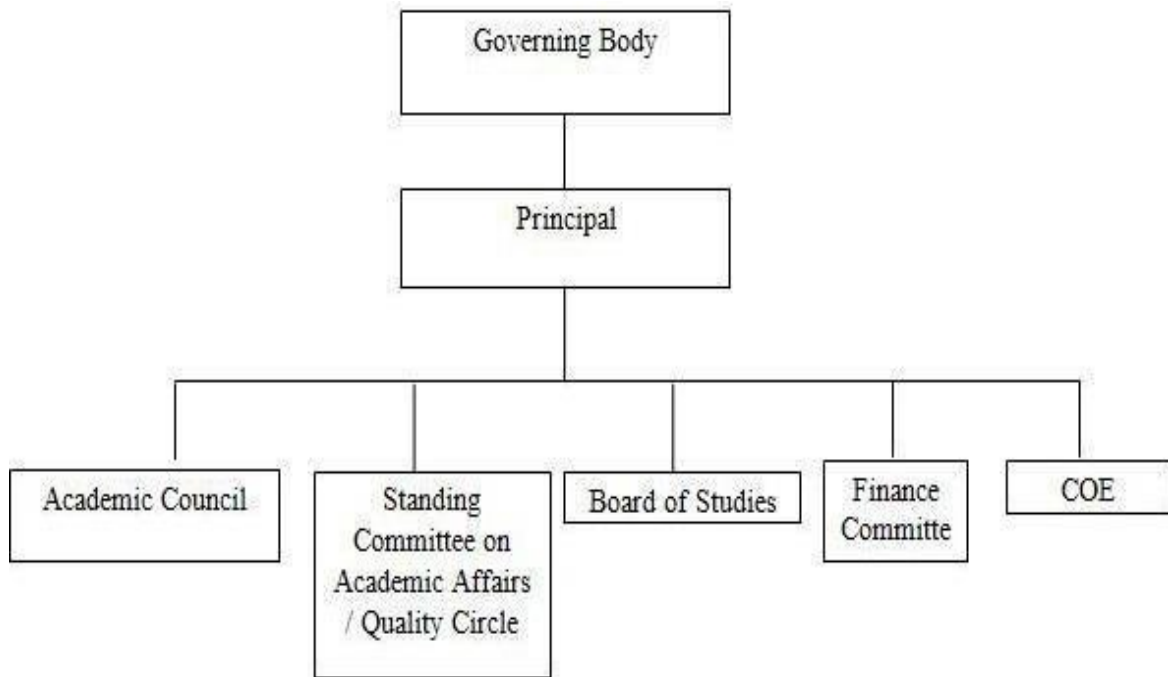 Governing Body
Principal
Academic Council
Standing
Committee on
Academic Affairs
/ Quality Circle
Board of Studies
Finance
Committe
COE